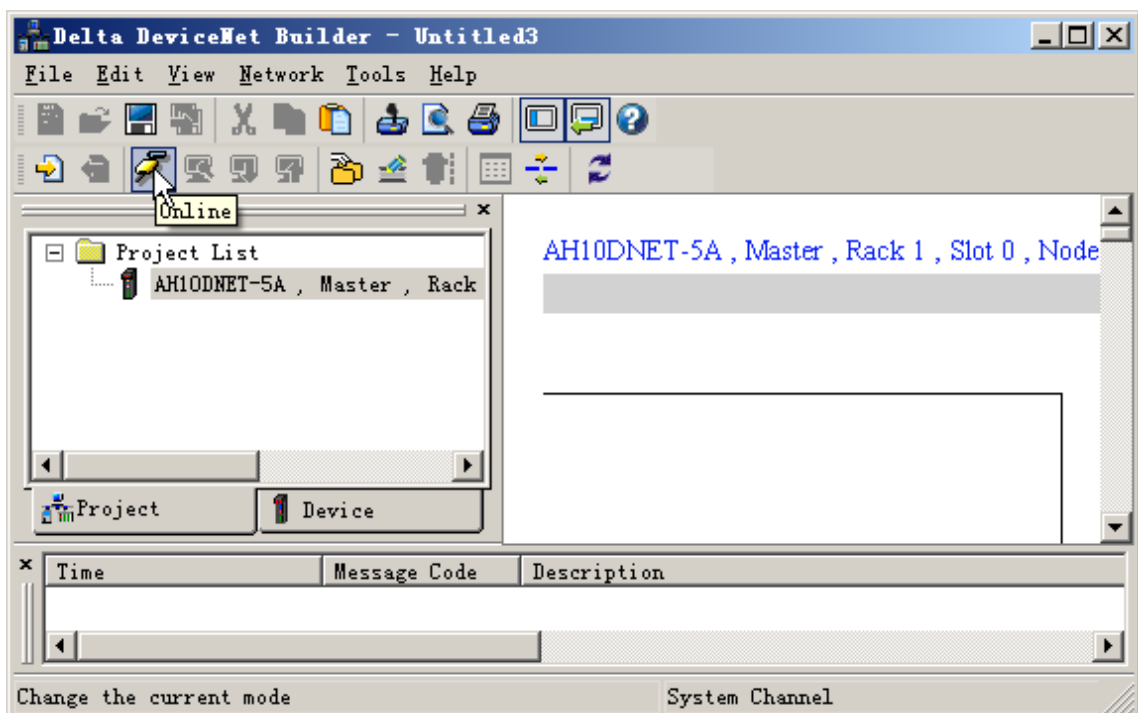 Delta DeviceNet Builder - Untitled3
File Edit View Network Tools Help
Online
Project List
AH10DNET-5A , Master , Rack
AH10DNET-5A , Master , Rack 1 , Slot 0 , Node
Project Device
Time Message Code Description
Change the current mode System Channel